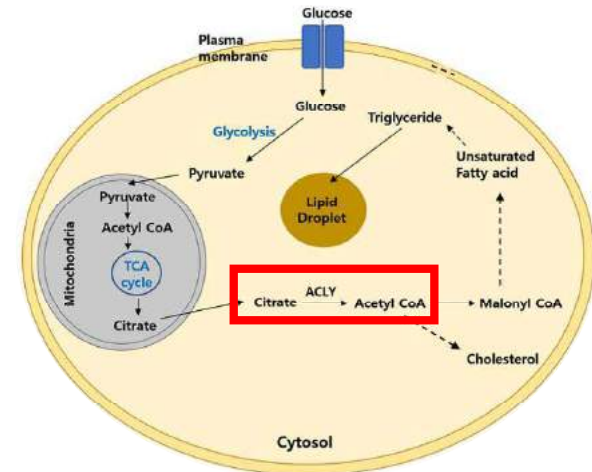 Glucose
Plasma
membrane
Glucose
Glycolysis
Triglyceride
Pyruvate
Unsaturated
Fatty acid
Mitochondria
Pyruvate
Acetyl CoA
TCA
cycle
Citrate
Lipid
Droplet
Citrate
ACLY
Acetyl CoA
Malonyl CoA
Cholesterol
Cytosol